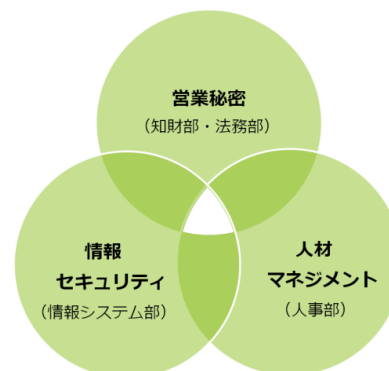 営業秘密
（知財部・法務部）
情報
セキュリティ
（情報システム部）
人材
マネジメント
（人事部）